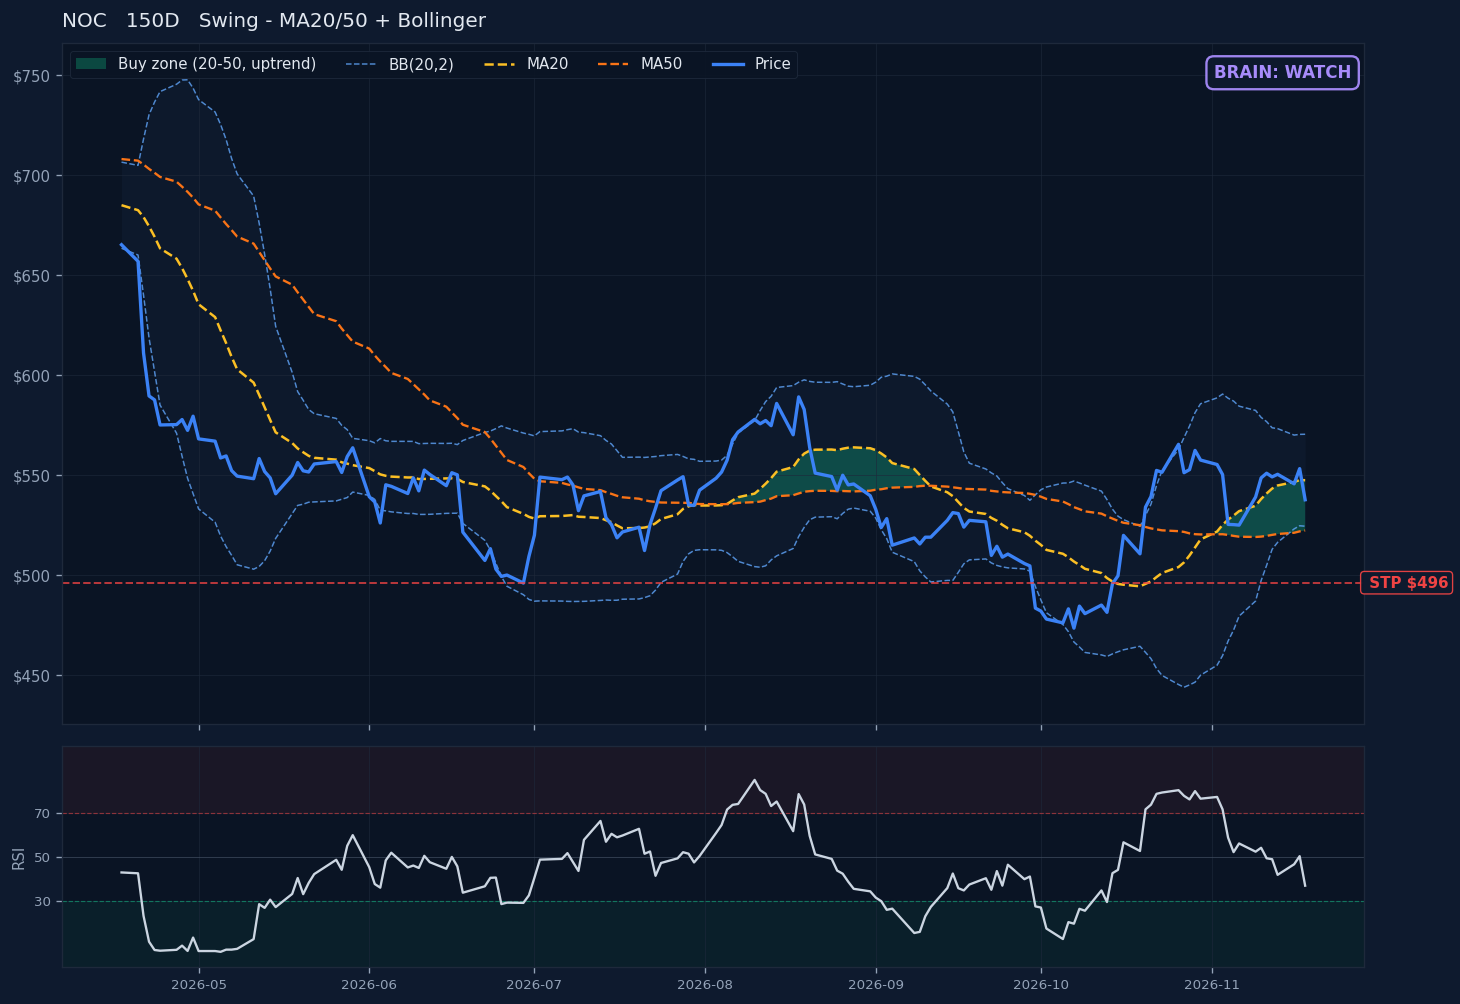 NOC 150D Swing - MA20/50 + Bollinger
Buy zone (20-50, uptrend) BB(20,2) MA20 MA50 Price
BRAIN: WATCH
$750
$700
$650
$600
$550
$500
$450
STP $496
RSI
70
50
30
2026-05 2026-06 2026-07 2026-08 2026-09 2026-10 2026-11